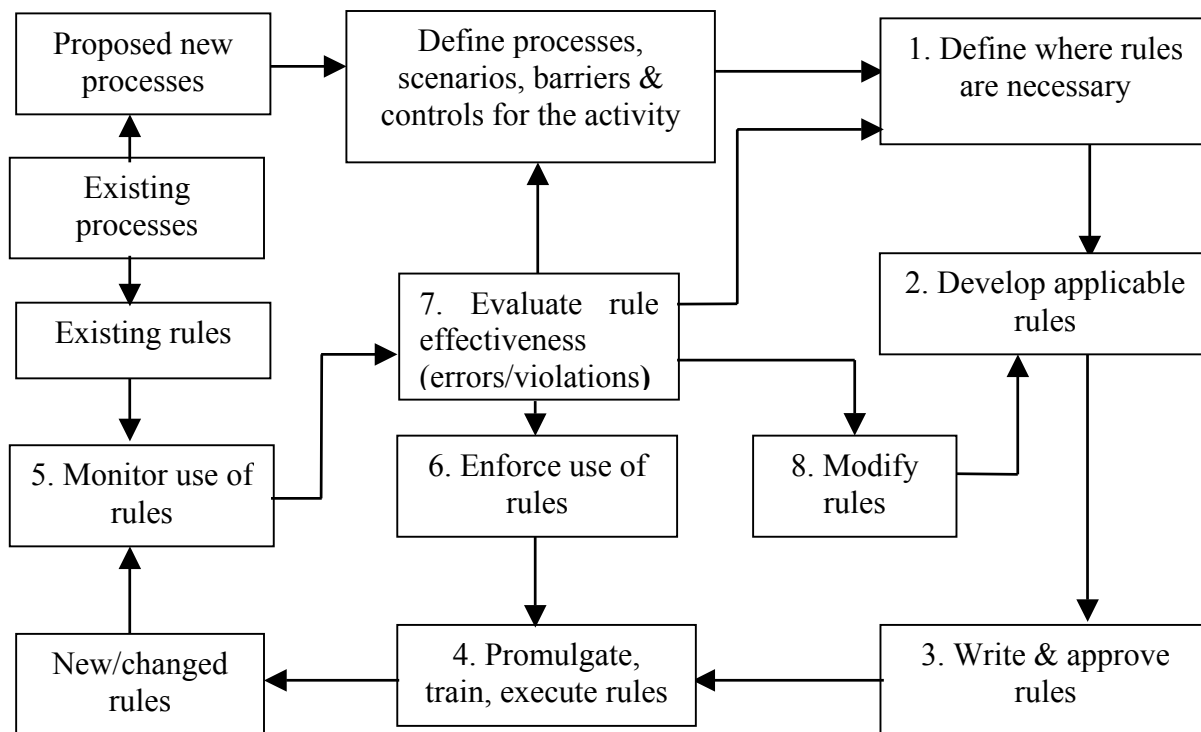 Proposed new
processes
Define processes,
scenarios, barriers &
controls for the activity
1. Define where rules
are necessary
Existing
processes
2. Develop applicable
rules
7. Evaluate rule
effectiveness
(errors/violations)
Existing rules
5. Monitor use of
rules
6. Enforce use of
rules
8. Modify
rules
New/changed
rules
4. Promulgate,
train, execute rules
3. Write & approve
rules